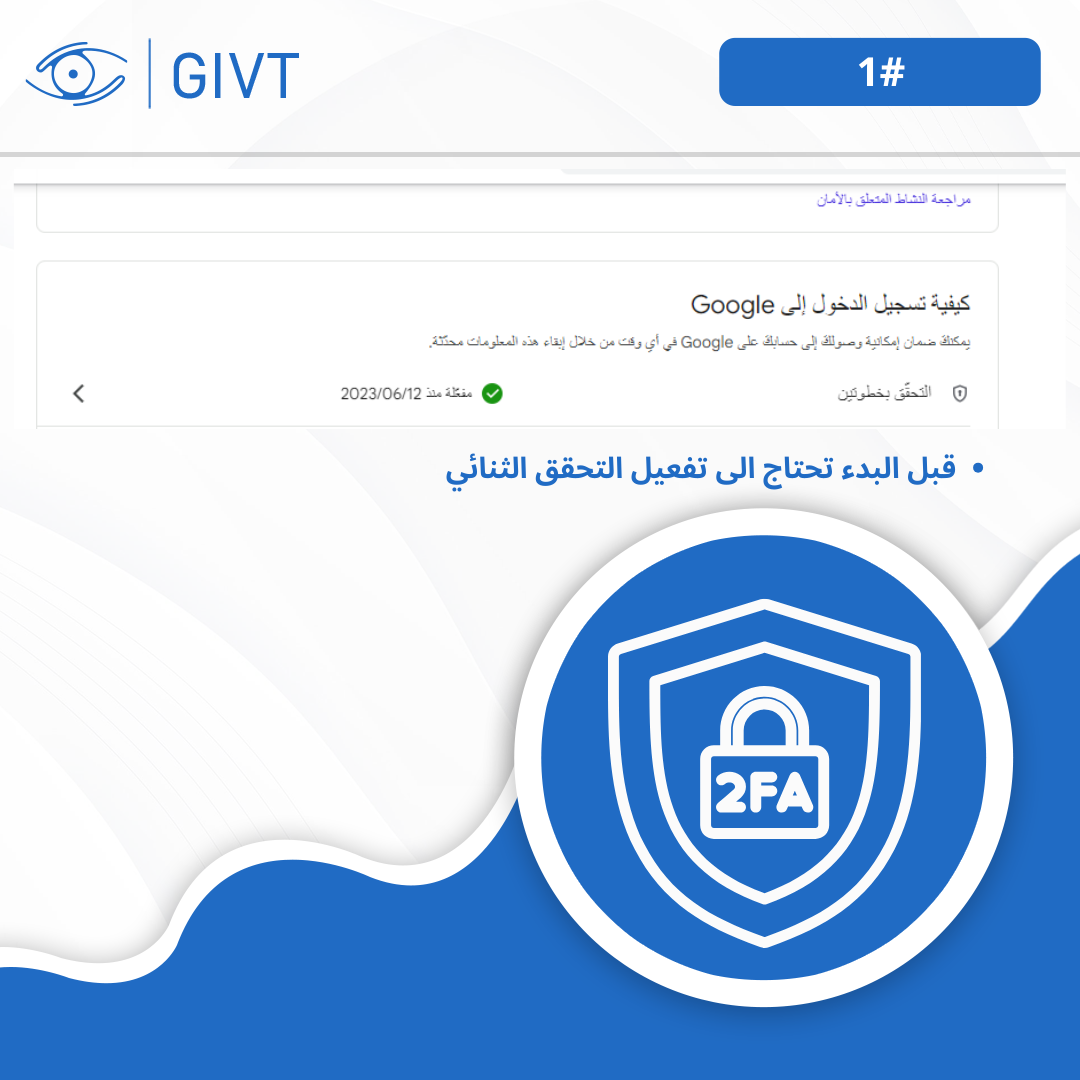 GIVT
1#
مراجعة النشاط المتعلق بالأمان
كيفية تسجيل الدخول إلى Google
يمكنك ضمان إمكانية وصولك إلى حسابك على Google في أي وقت من خلال إبقاء هذه المعلومات محدّثة.
التحقّق بخطوتين
مفعّلة منذ 2023/06/12
• قبل البدء تحتاج الى تفعيل التحقق الثنائي
2FA